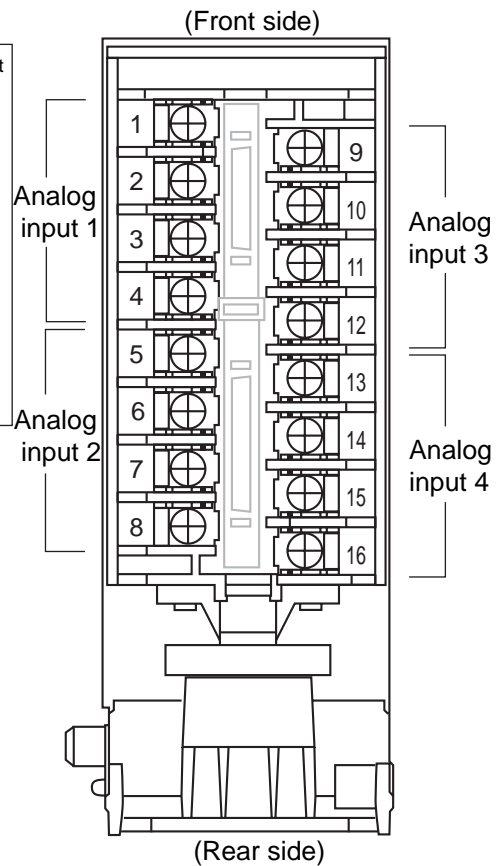 (Front side)
t
1
2
3
4
5
6
7
8
9
10
11
12
13
14
15
16
Analog
input 1
Analog
input 2
Analog
input 3
Analog
input 4
(Rear side)